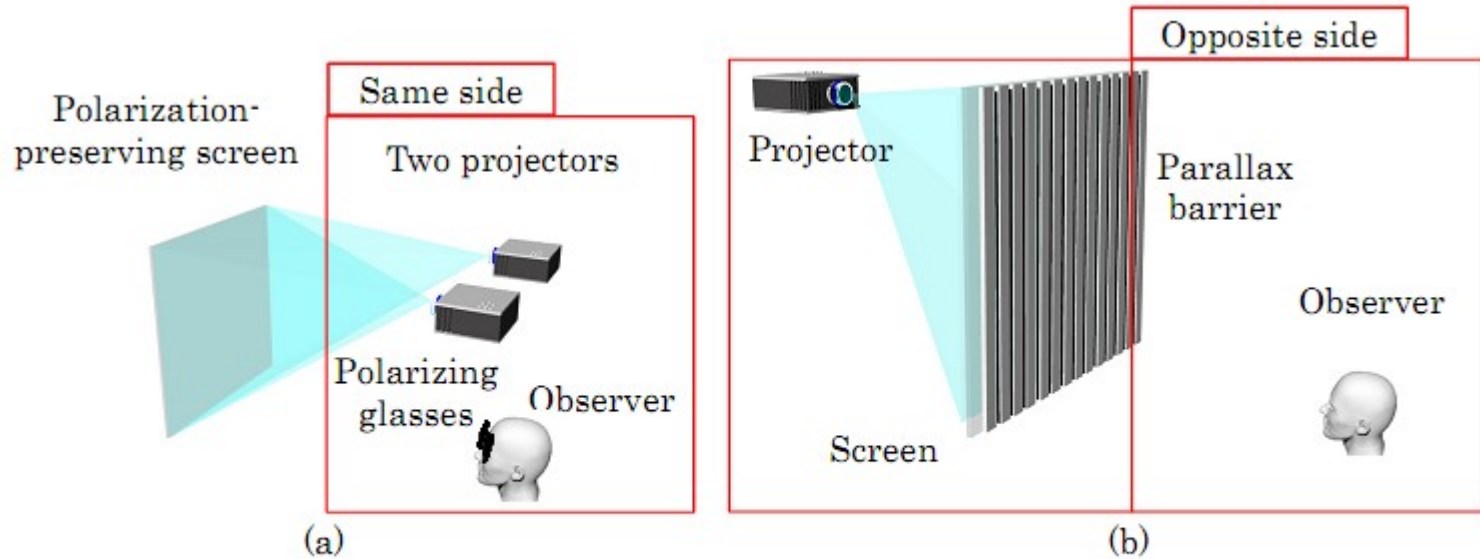 Same side
Polarization-
preserving screen
Two projectors
Polarizing
glasses
Observer
(a)
Opposite side
Projector
Parallax
barrier
Observer
Screen
(b)